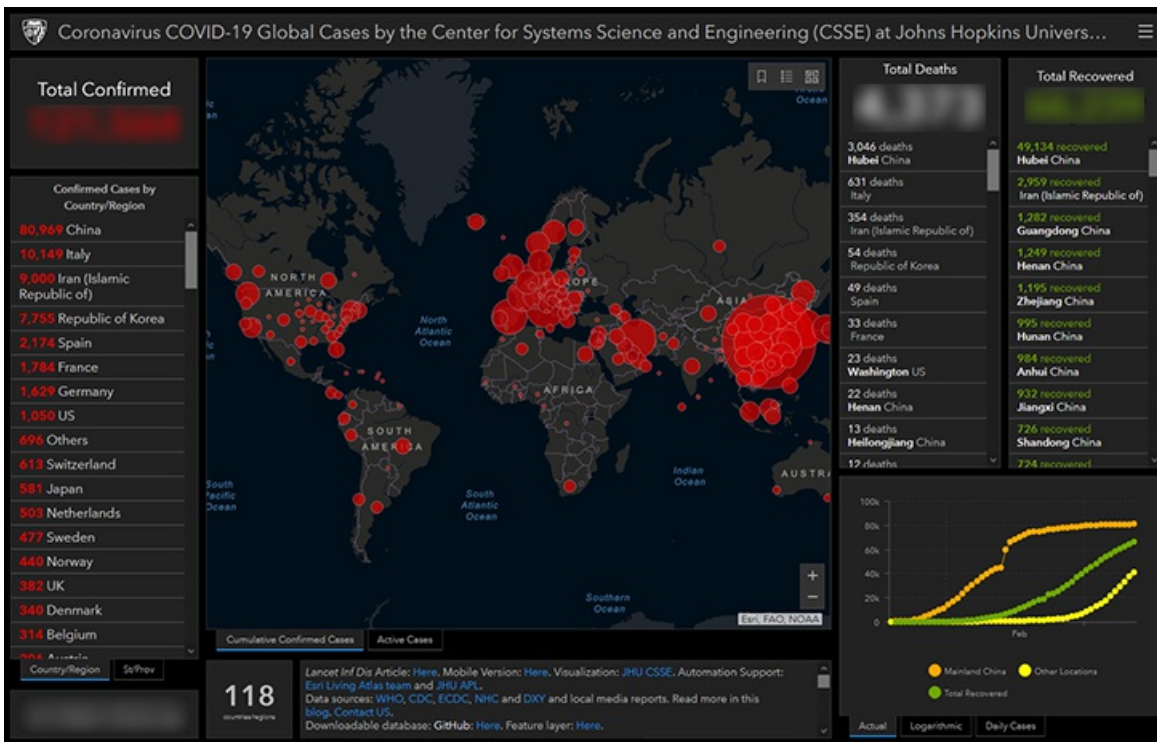 Coronavirus COVID-19 Global Cases by the Center for Systems Science and Engineering (CSSE) at Johns Hopkins Univers...
Total Confirmed
Confirmed Cases by
Country/Region
80,969 China
10,149 Italy
9,000 Iran (Islamic
Republic of)
7,755 Republic of Korea
2,174 Spain
1,784 France
1,629 Germany
1,050 US
696 Others
613 Switzerland
581 Japan
503 Netherlands
477 Sweden
440 Norway
382 UK
340 Denmark
314 Belgium
Austria
Country/Region
St/Prov
Ocean
NORTH
AMERICA
North
Atlantic
Ocean
OPE
ASIA
AFRICA
SOUTH
AMERICA
South
Pacific
Ocean
South
Atlantic
Ocean
Indian
Ocean
AUSTRA
Southern
Ocean
+
−
Esri, FAO, NOAA
Cumulative Confirmed Cases
Active Cases
118
countries/regions
Lancet Inf Dis Article: Here. Mobile Version: Here. Visualization: JHU CSSE. Automation Support:
Esri Living Atlas team and JHU APL.
Data sources: WHO, CDC, ECDC, NHC and DXY and local media reports. Read more in this
blog. Contact US.
Downloadable database: GitHub: Here. Feature layer: Here.
Total Deaths
3,046 deaths
Hubei China
631 deaths
Italy
354 deaths
Iran (Islamic Republic of)
54 deaths
Republic of Korea
49 deaths
Spain
33 deaths
France
23 deaths
Washington US
22 deaths
Henan China
13 deaths
Heilongjiang China
12 deaths
Total Recovered
49,134 recovered
Hubei China
2,959 recovered
Iran (Islamic Republic of)
1,282 recovered
Guangdong China
1,249 recovered
Henan China
1,195 recovered
Zhejiang China
995 recovered
Hunan China
984 recovered
Anhui China
932 recovered
Jiangxi China
726 recovered
Shandong China
724 recovered
100k
80k
60k
40k
20k
0
Feb
Mainland China
Other Locations
Total Recovered
Actual
Logarithmic
Daily Cases